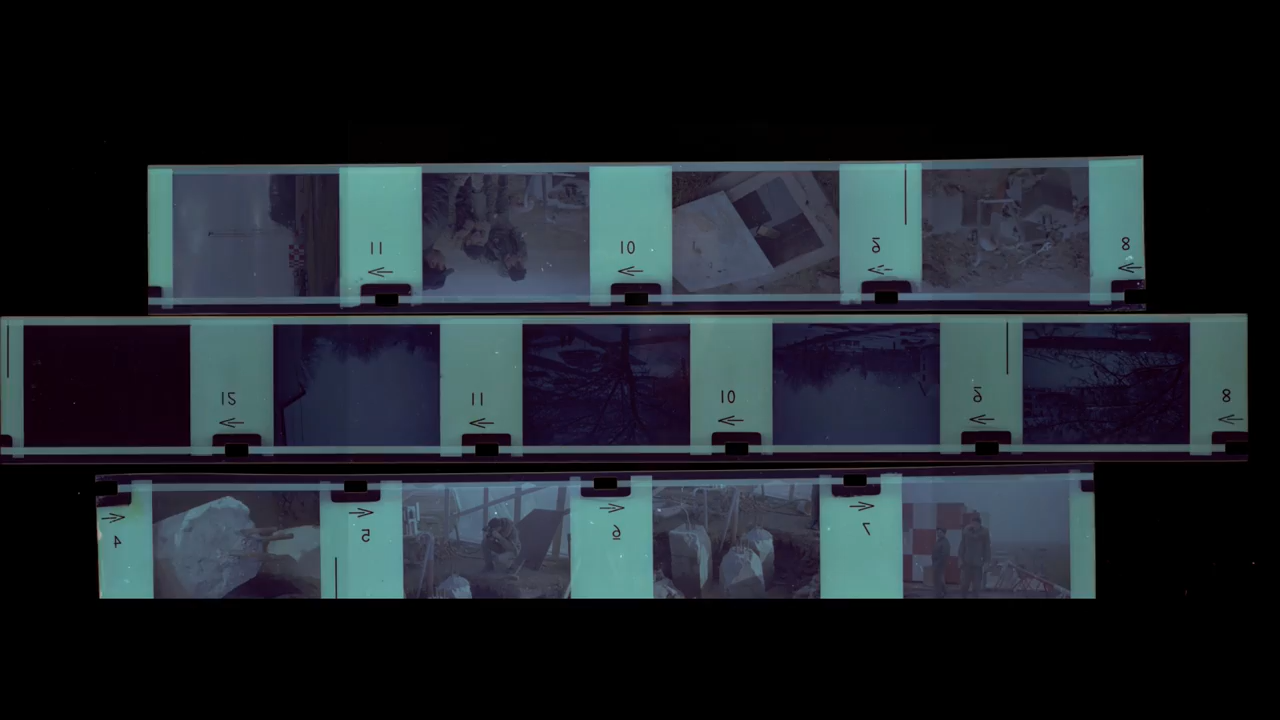 11 ← 10 ← 9 ← 8 ←
12 ← 11 ← 10 ← 9 ← 8 ←
→ 4 → 5 → 6 → 7